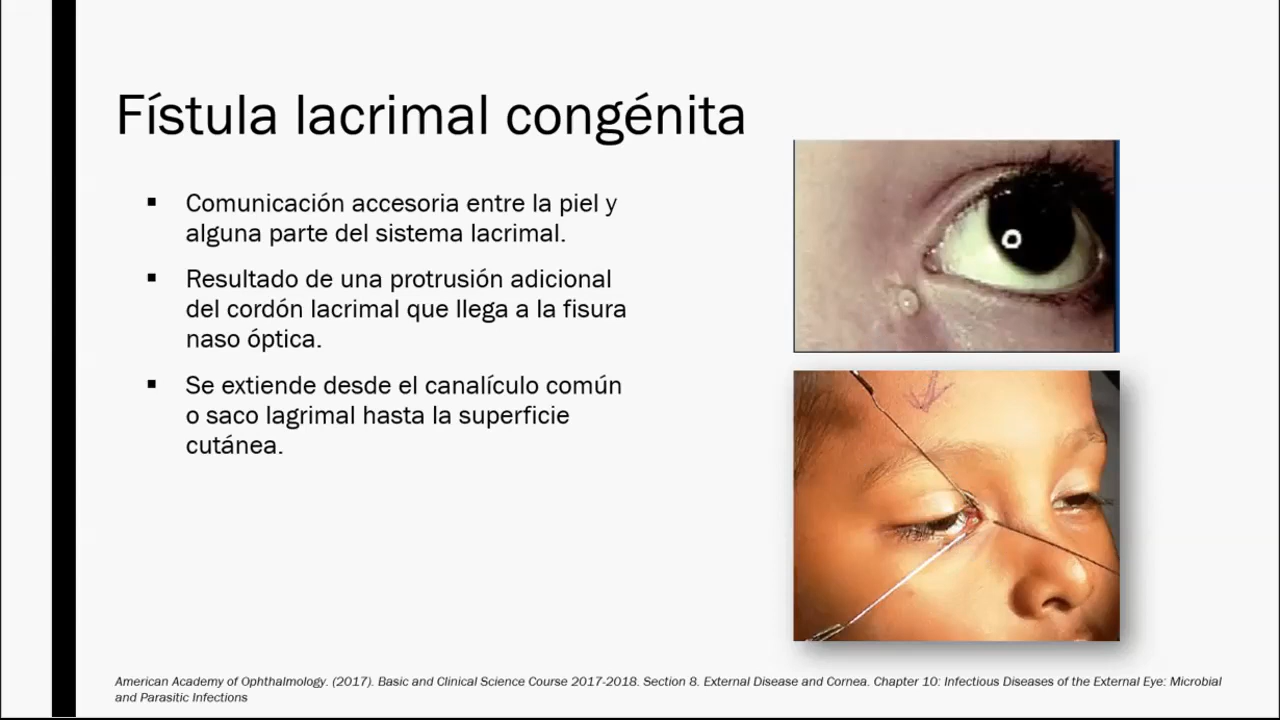 Fístula lacrimal congénita
▪ Comunicación accesoria entre la piel y
alguna parte del sistema lacrimal.
▪ Resultado de una protrusión adicional
del cordón lacrimal que llega a la fisura
naso óptica.
▪ Se extiende desde el canalículo común
o saco lagrimal hasta la superficie
cutánea.
American Academy of Ophthalmology. (2017). Basic and Clinical Science Course 2017-2018. Section 8. External Disease and Cornea. Chapter 10: Infectious Diseases of the External Eye: Microbial
and Parasitic Infections